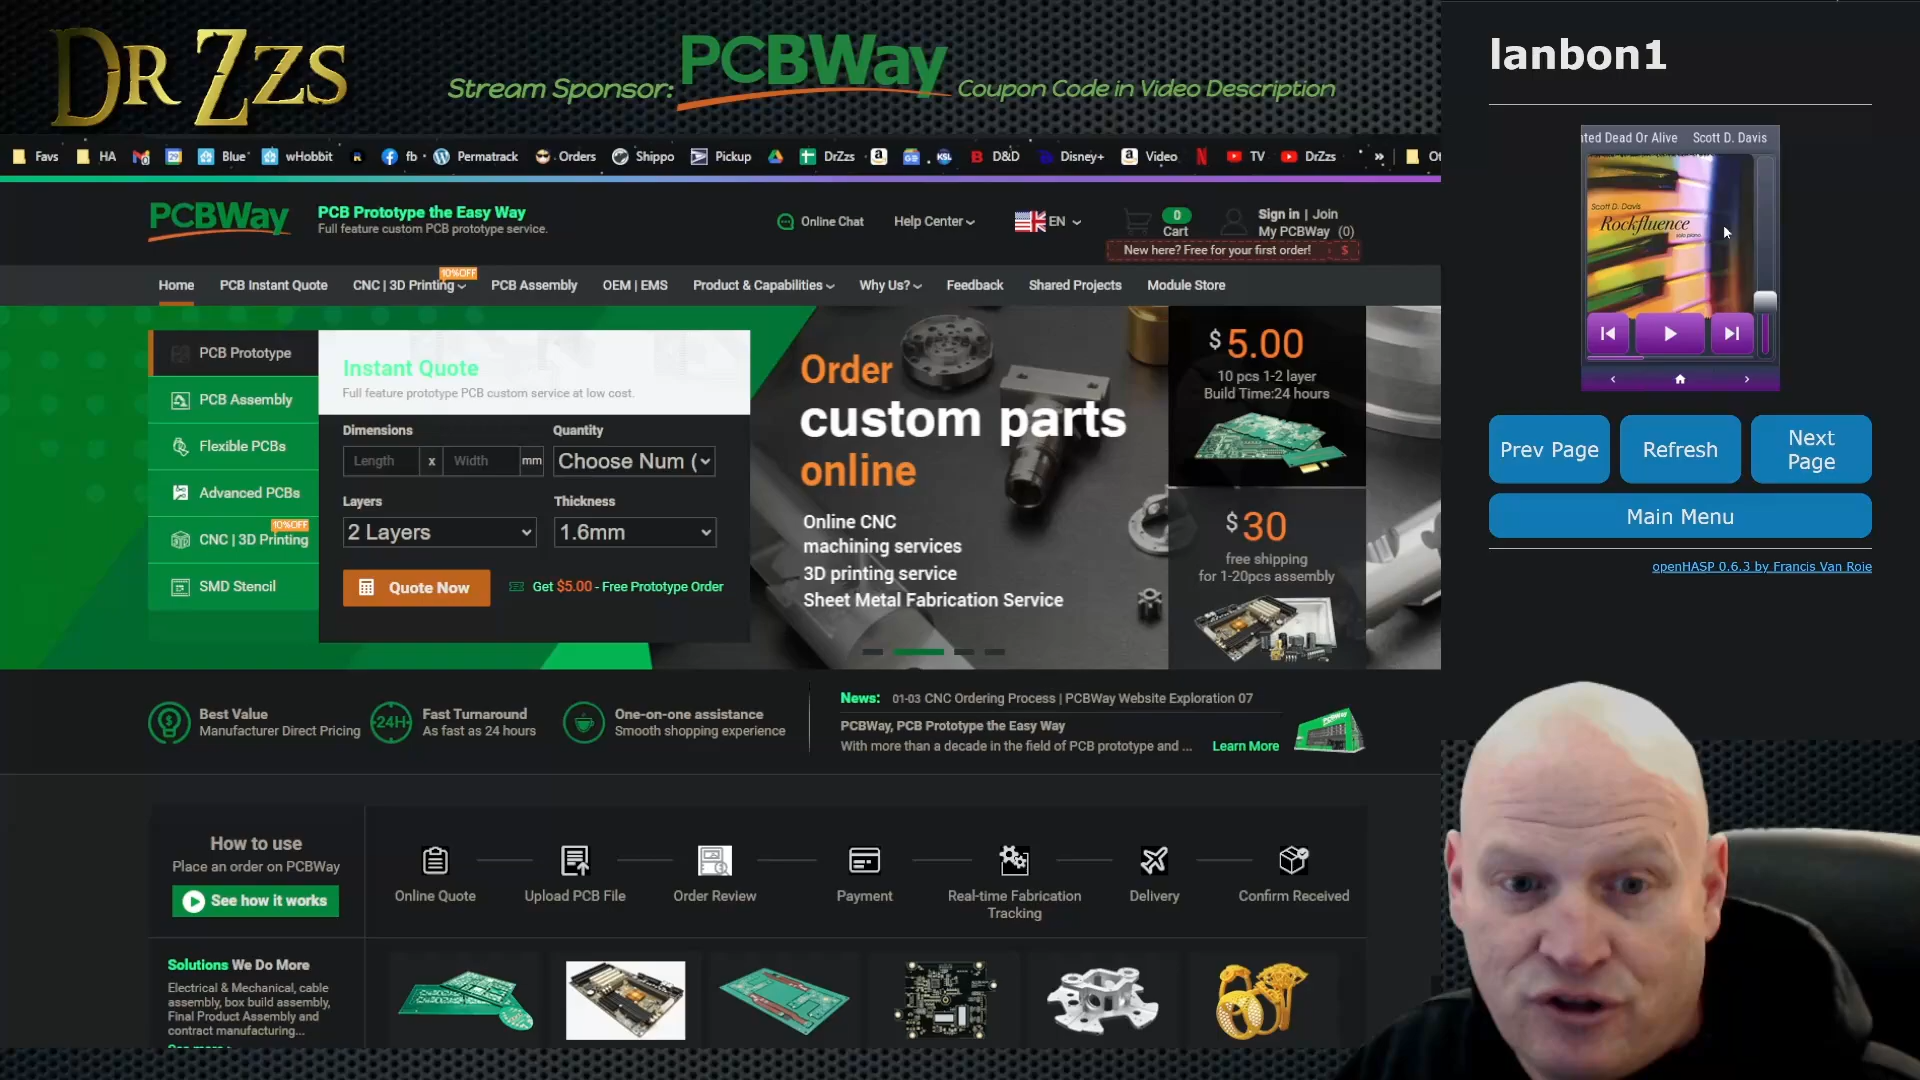 DR ZZS
Stream Sponsor: PCBWay Coupon Code in Video Description
Favs HA Blue wHobbit fb Permatrack Orders Shippo Pickup DrZzs D&D Disney+ Video TV DrZzs »
PCBWay
PCB Prototype the Easy Way
Full feature custom PCB prototype service.
Online Chat
Help Center
EN
0
Cart
Sign in | Join
My PCBWay (0)
New here? Free for your first order! $
Home
PCB Instant Quote
10%OFF
CNC | 3D Printing
PCB Assembly
OEM | EMS
Product & Capabilities
Why Us?
Feedback
Shared Projects
Module Store
PCB Prototype
PCB Assembly
Flexible PCBs
Advanced PCBs
10%OFF
CNC | 3D Printing
SMD Stencil
Instant Quote
Full feature prototype PCB custom service at low cost.
Dimensions
Quantity
Length x Width mm
Choose Num (
Layers
Thickness
2 Layers
1.6mm
Quote Now
Get $5.00 - Free Prototype Order
Order
custom parts
online
Online CNC
machining services
3D printing service
Sheet Metal Fabrication Service
$5.00
10 pcs 1-2 layer
Build Time:24 hours
$30
free shipping
for 1-20pcs assembly
Best Value
Manufacturer Direct Pricing
24H
Fast Turnaround
As fast as 24 hours
One-on-one assistance
Smooth shopping experience
News: 01-03 CNC Ordering Process | PCBWay Website Exploration 07
PCBWay, PCB Prototype the Easy Way
With more than a decade in the field of PCB prototype and ...
Learn More
How to use
Place an order on PCBWay
See how it works
Online Quote
Upload PCB File
Order Review
Payment
Real-time Fabrication
Tracking
Delivery
Confirm Received
Solutions We Do More
Electrical & Mechanical, cable
assembly, box build assembly,
Final Product Assembly and
contract manufacturing...
lanbon1
nted Dead Or Alive Scott D. Davis
Scott D. Davis
Rockfluence
solo piano
Prev Page
Refresh
Next
Page
Main Menu
openHASP 0.6.3 by Francis Van Roie